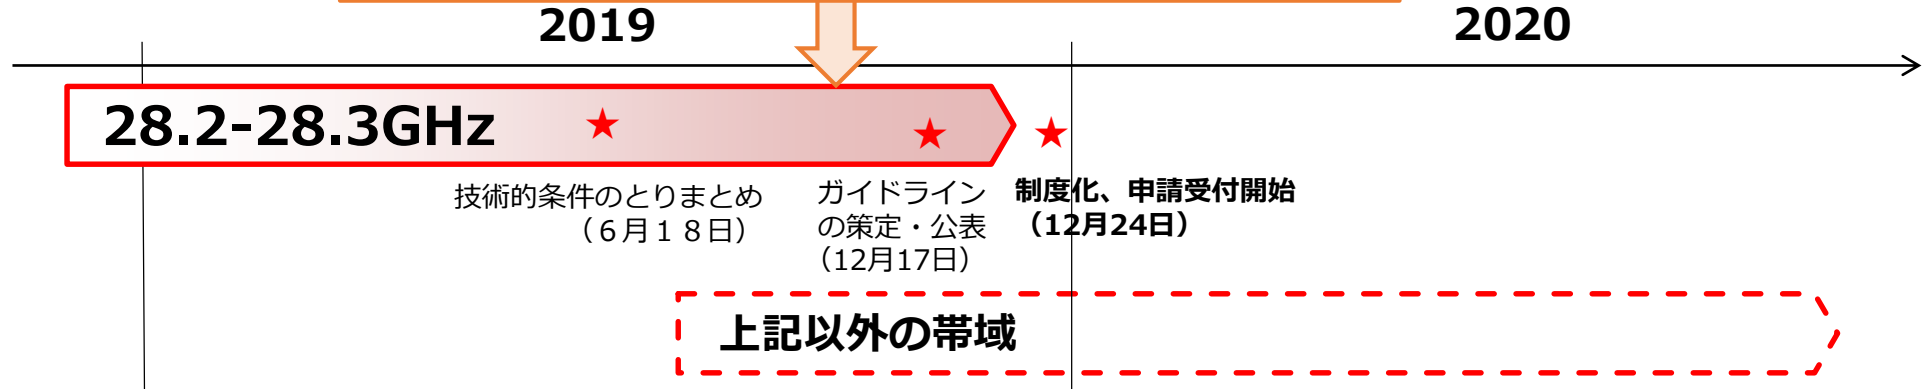 2019
2020
28.2-28.3GHz
技術的条件のとりまとめ
（６月１８日）
ガイドライン
の策定・公表
（12月17日）
制度化、申請受付開始
（12月24日）
上記以外の帯域